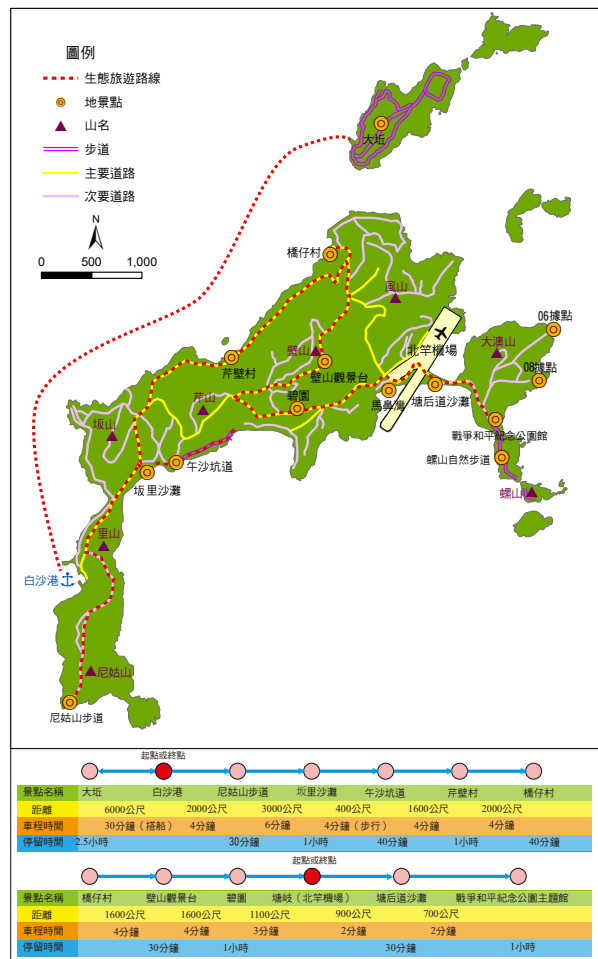 圖例
生態旅遊路線
地景點
山名
步道
主要道路
次要道路
N
0 500 1,000
大坵
橋仔村
鳳山
06據點
北竿機場
大澳山
壁山
芹壁村
壁山觀景台
08據點
碧園
馬鼻灣
塘后道沙灘
芹山
坂山
戰爭和平紀念公園館
午沙坑道
坂里沙灘
螺山自然步道
螺山
里山
白沙港
尼姑山
尼姑山步道
起點或終點
景點名稱 大坵 白沙港 尼姑山步道 坂里沙灘 午沙坑道 芹壁村 橋仔村
距離 6000公尺 2000公尺 3000公尺 400公尺 1600公尺 2000公尺
車程時間 30分鐘(搭船) 4分鐘 6分鐘 4分鐘(步行) 4分鐘 4分鐘
停留時間 2.5小時 30分鐘 1小時 40分鐘 1小時 40分鐘
起點或終點
景點名稱 橋仔村 壁山觀景台 碧園 塘岐(北竿機場) 塘后道沙灘 戰爭和平紀念公園主題館
距離 1600公尺 1600公尺 1100公尺 900公尺 700公尺
車程時間 4分鐘 4分鐘 3分鐘 2分鐘 2分鐘
停留時間 30分鐘 1小時 30分鐘 1小時